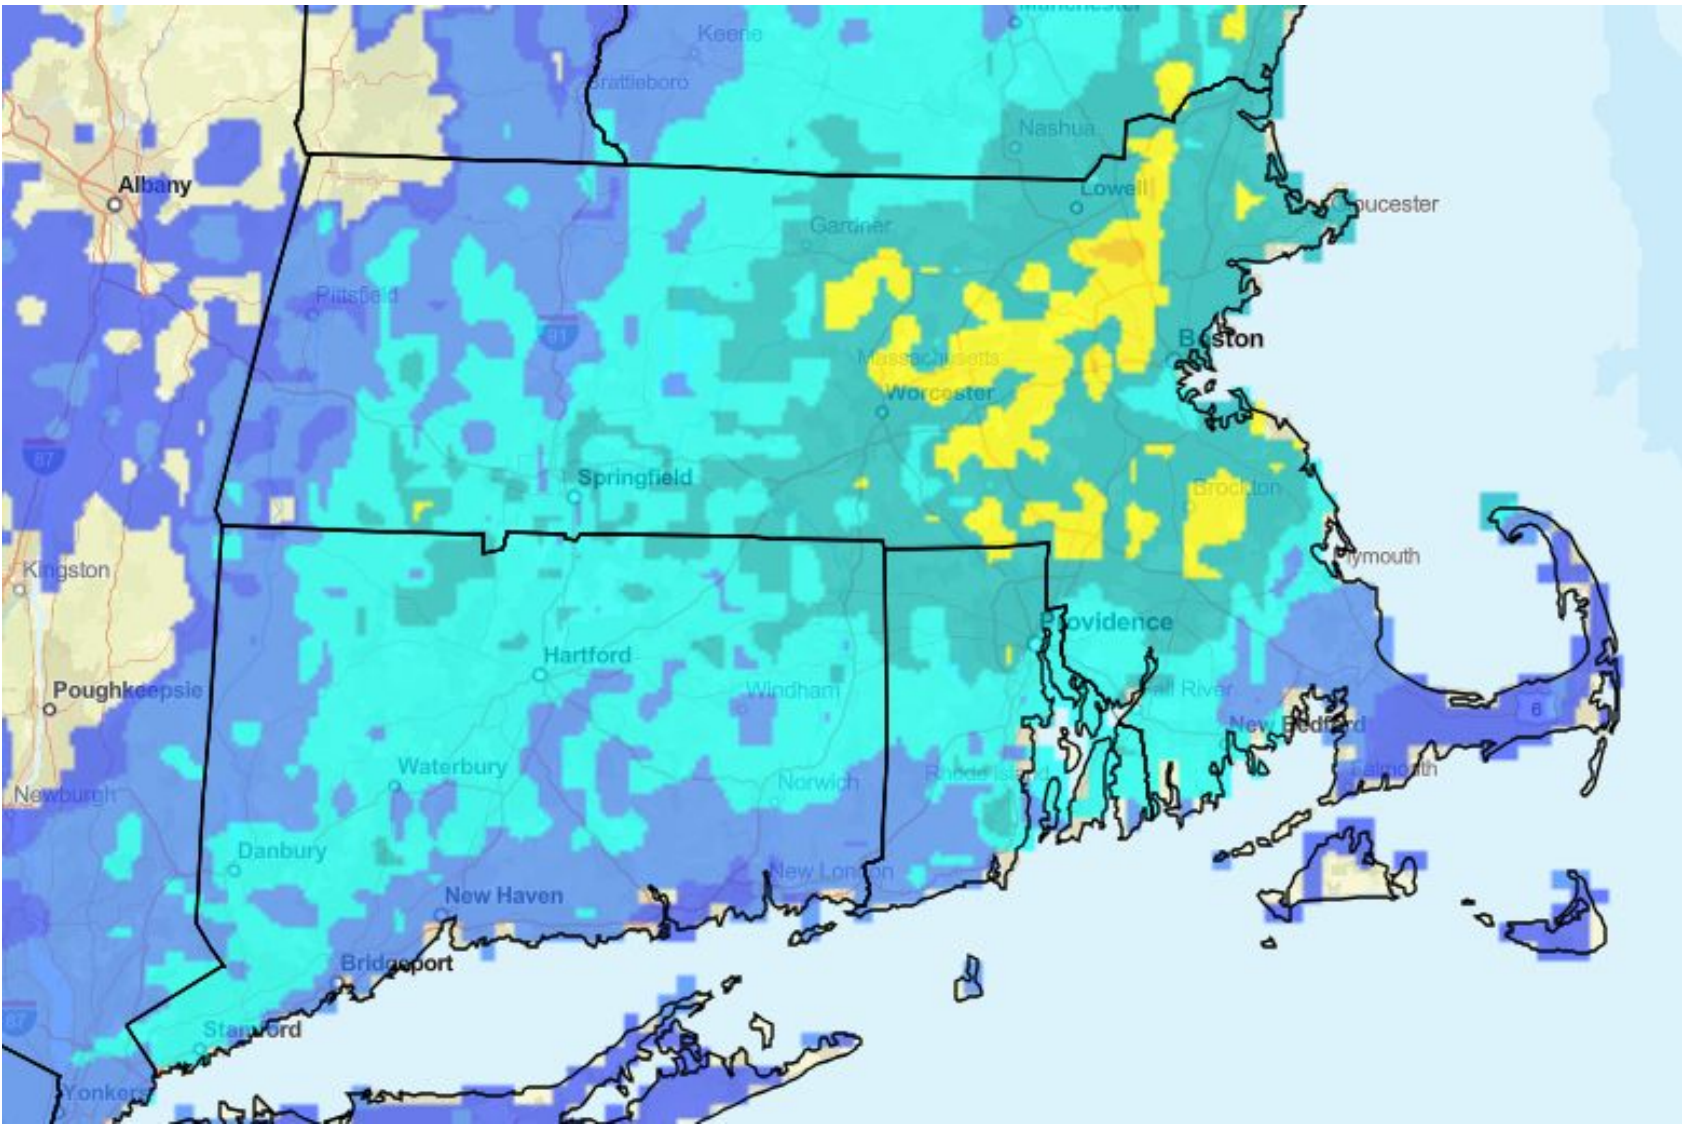 Manchester
Keene
Brattleboro
Nashua
Albany
Lowell
Gloucester
Gardner
Pittsfield
91
Boston
Massachusetts
Worcester
87
Springfield
Brockton
Plymouth
Kingston
Providence
Hartford
Poughkeepsie
Windham
Fall River
6
New Bedford
Waterbury
Rhode Island
Falmouth
Norwich
Newburgh
Danbury
New London
New Haven
Bridgeport
87
Stamford
Yonkers